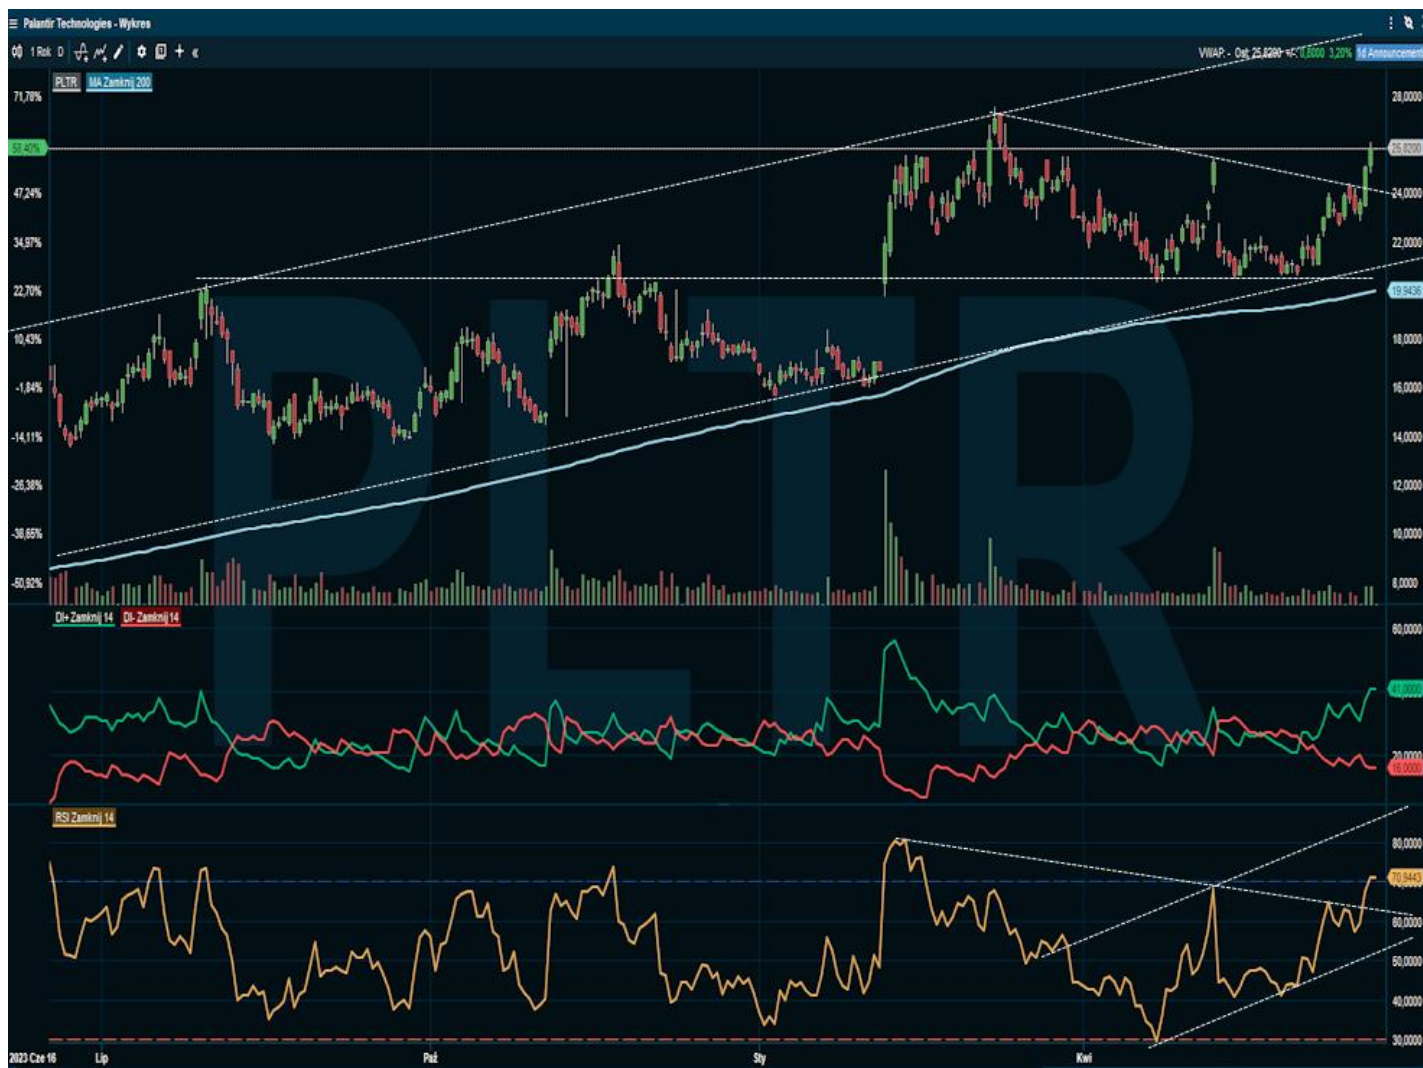 Palantir Technologies - Wykres
1 Rok D
VWAP: - Ost: 25,8200 +/-: 0,8000 3,20% 1d Announcement
PLTR MA Zamknij 200
71,78% 28,0000
58,40% 25,8200
47,24% 24,0000
34,97% 22,0000
22,70% 19,9436
10,43% 18,0000
-1,84% 16,0000
-14,11% 14,0000
-26,38% 12,0000
-38,65% 10,0000
-50,92% 8,0000
PLTR
DI+ Zamknij 14 DI- Zamknij 14
60,0000
41,0000
20,0000
16,0000
RSI Zamknij 14
80,0000
70,9443
60,0000
50,0000
40,0000
30,0000
2023 Cze 16 Lip Paź Sty Kwi